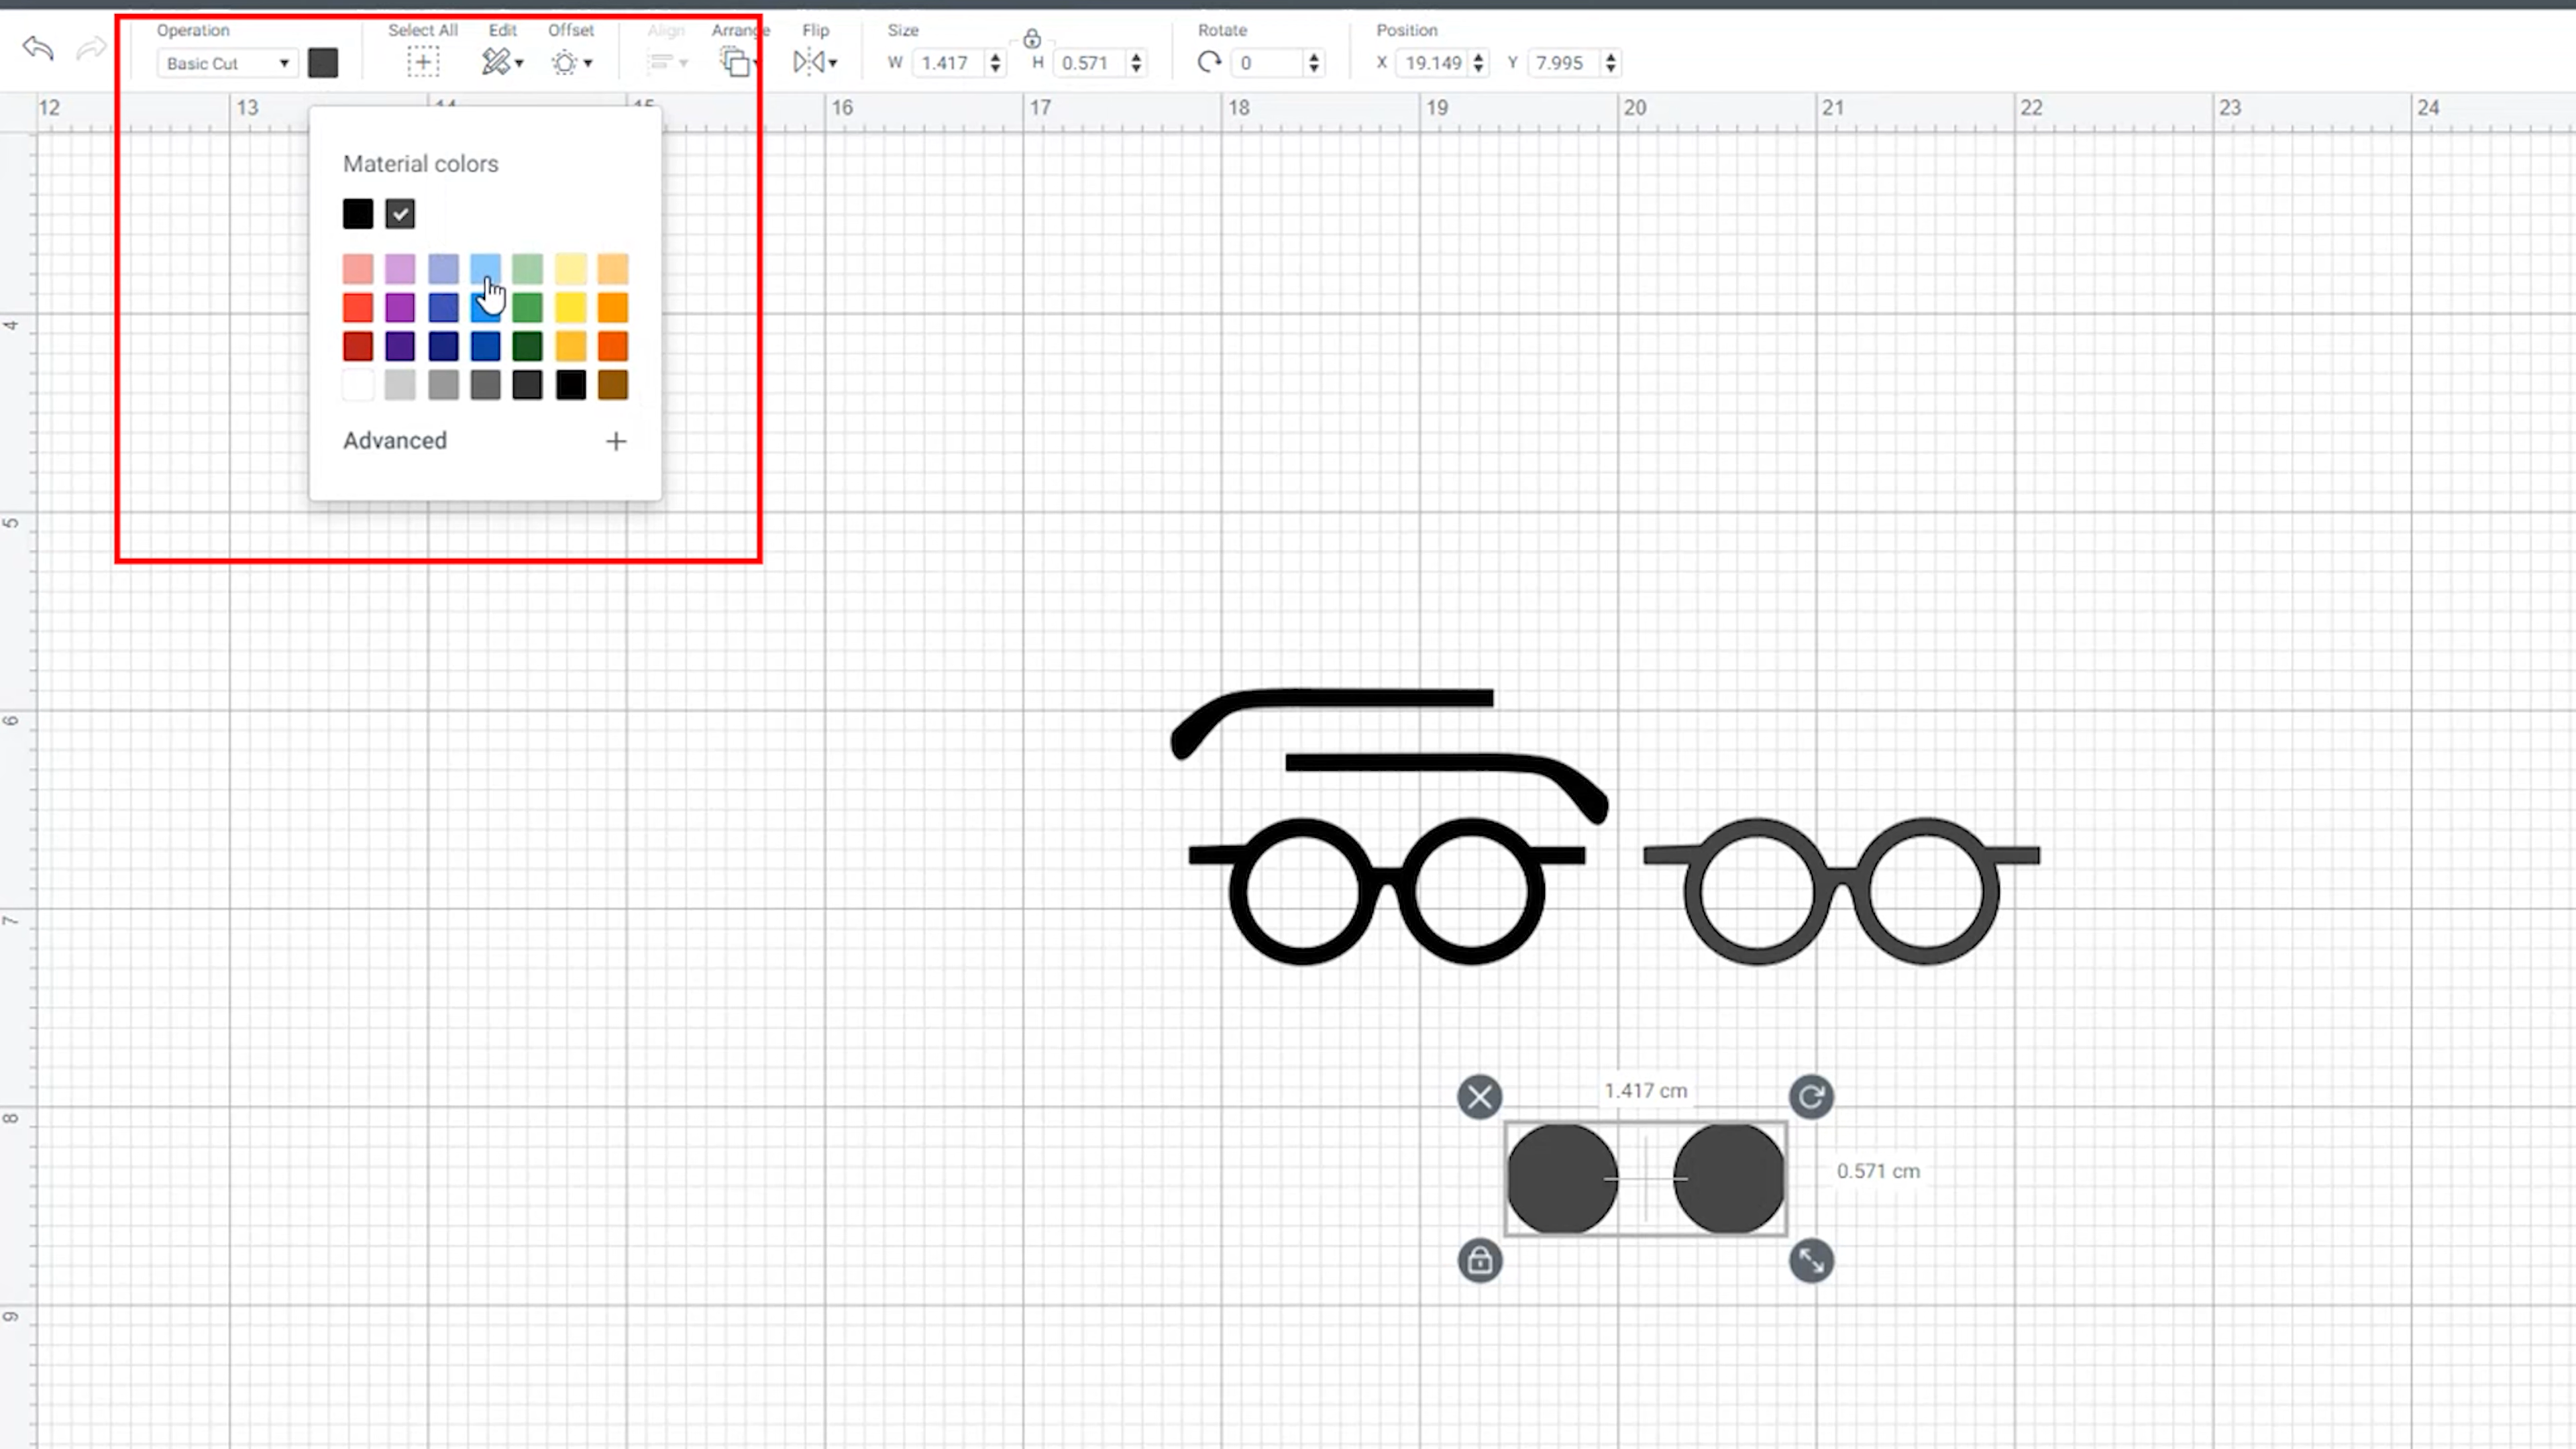 Operation Select All Edit Offset Align Arrange Flip Size Rotate Position
Basic Cut W 1.417 H 0.571 0 X 19.149 Y 7.995
12 13 14 15 16 17 18 19 20 21 22 23 24
Material colors
Advanced
4
5
6
7
8
9
1.417 cm
0.571 cm